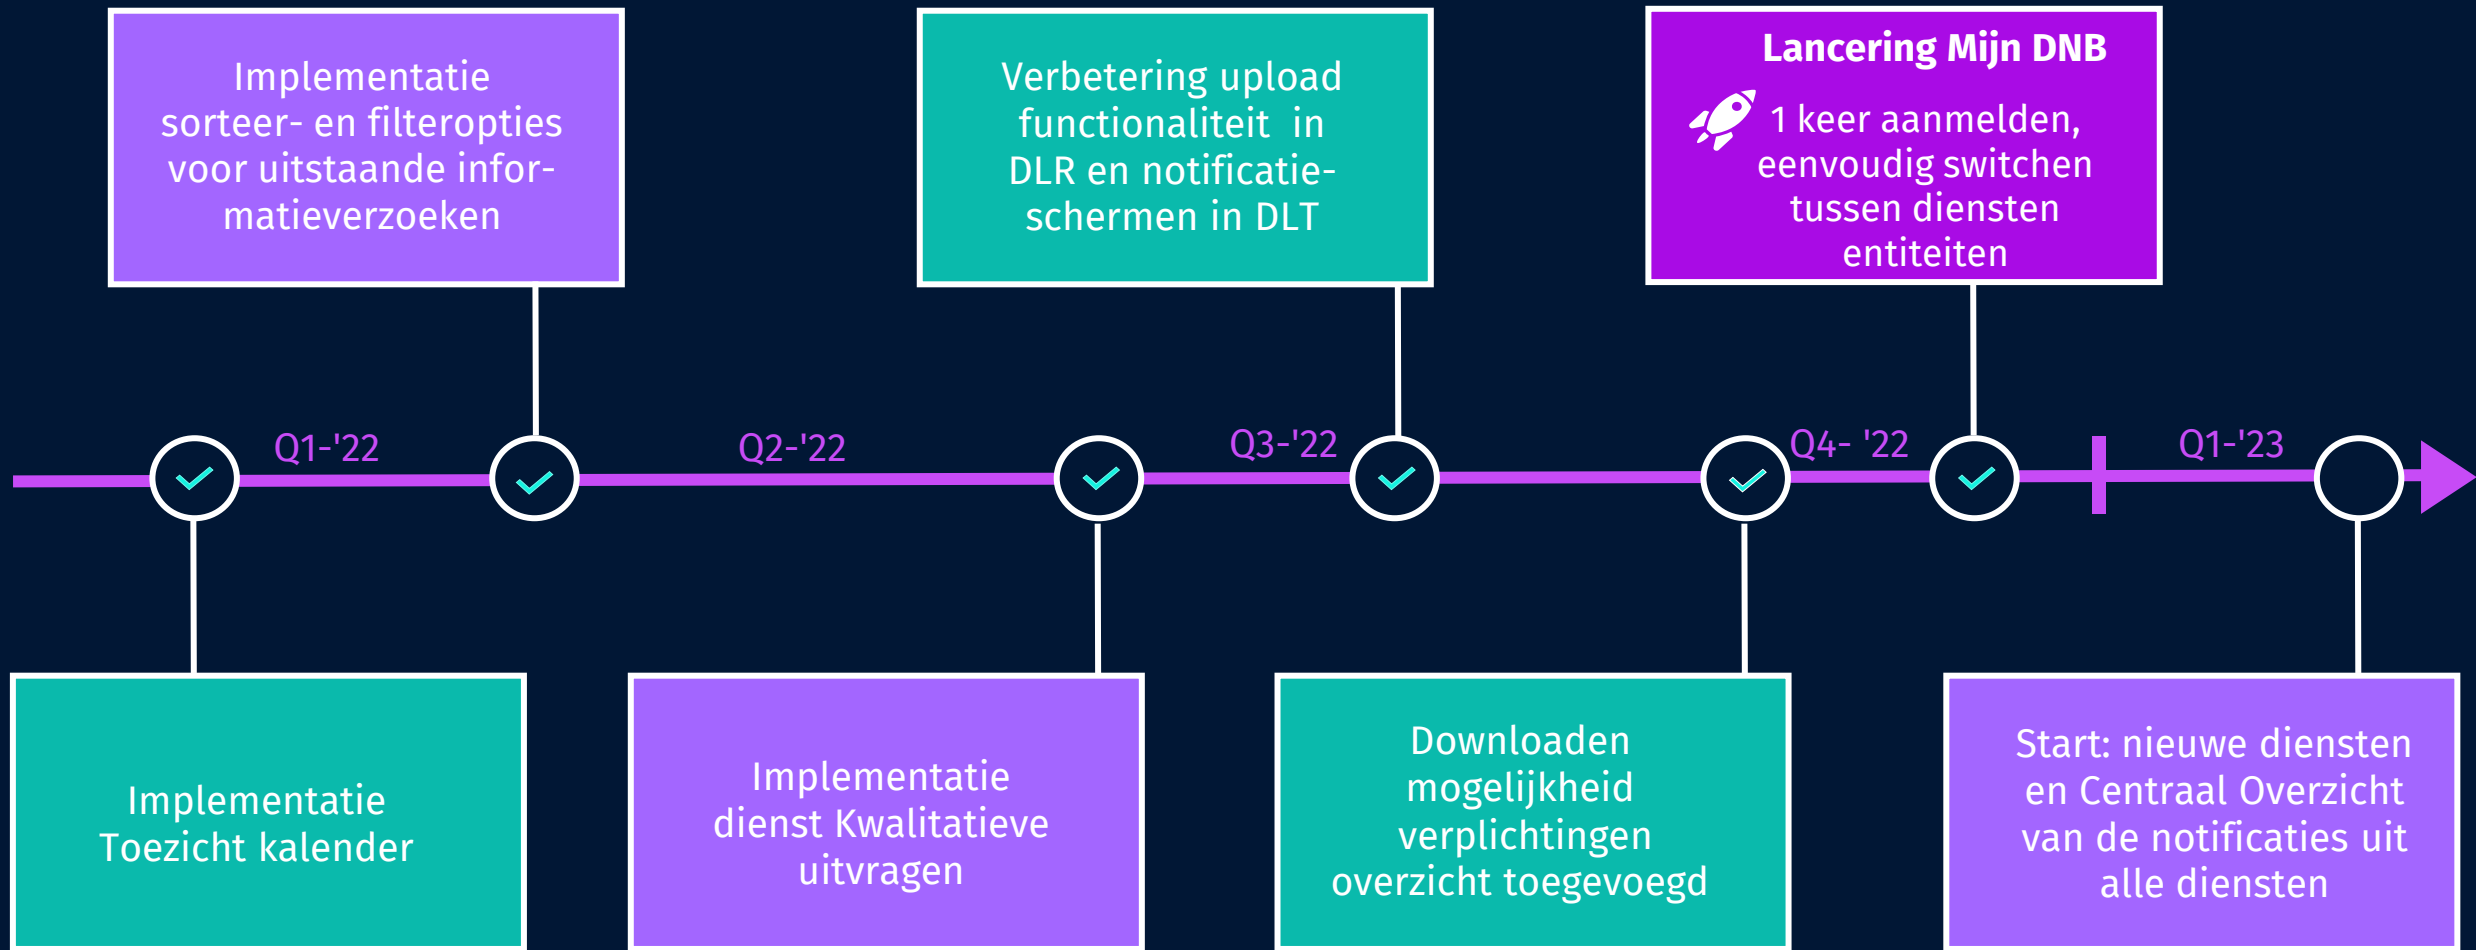 Implementatie
sorteer- en filteropties
voor uitstaande infor-
matieverzoeken
Verbetering upload
functionaliteit in
DLR en notificatie-
schermen in DLT
Lancering Mijn DNB
1 keer aanmelden,
eenvoudig switchen
tussen diensten
entiteiten
Q1-'22
Q2-'22
Q3-'22
Q4- '22
Q1-'23
Implementatie
Toezicht kalender
Implementatie
dienst Kwalitatieve
uitvragen
Downloaden
mogelijkheid
verplichtingen
overzicht toegevoegd
Start: nieuwe diensten
en Centraal Overzicht
van de notificaties uit
alle diensten